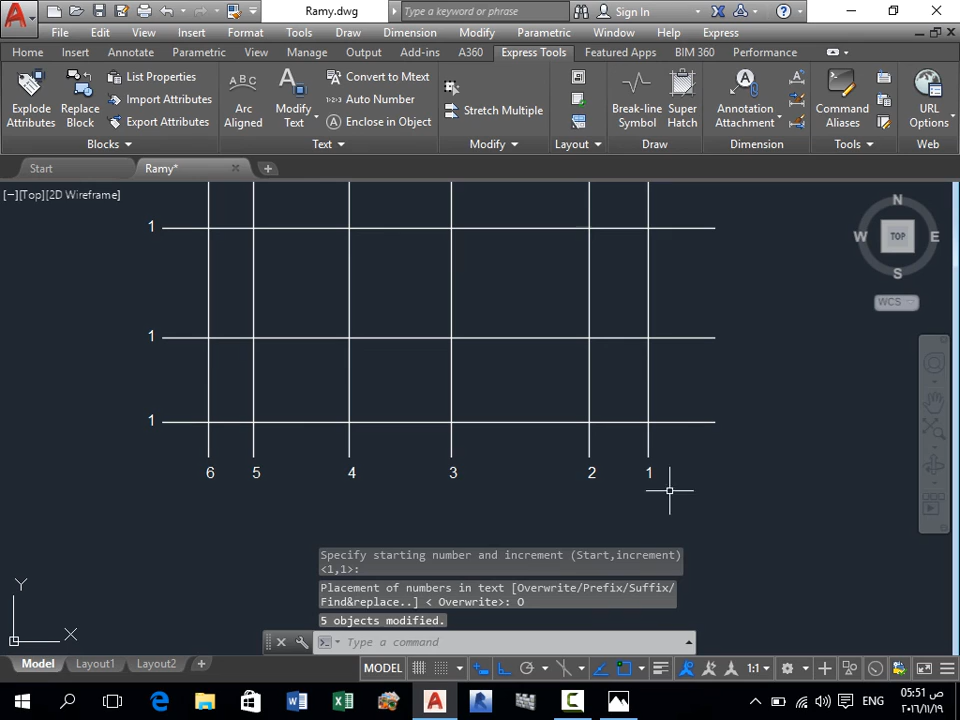 Ramy.dwg
Type a keyword or phrase
Sign In
File Edit View Insert Format Tools Draw Dimension Modify Parametric Window Help Express
Home Insert Annotate Parametric View Manage Output Add-ins A360 Express Tools Featured Apps BIM 360 Performance
Explode Attributes
Replace Block
List Properties
Import Attributes
Export Attributes
Arc Aligned
Modify Text
Convert to Mtext
Auto Number
Enclose in Object
Stretch Multiple
Break-line Symbol
Super Hatch
Annotation Attachment
Command Aliases
URL Options
Blocks Text Modify Layout Draw Dimension Tools Web
Start Ramy*
[−][Top][2D Wireframe]
N
W TOP E
S
WCS
1
1
1
6 5 4 3 2 1
Specify starting number and increment (Start,increment)
<1,1>:
Placement of numbers in text [Overwrite/Prefix/Suffix/
Find&replace..] < Overwrite>: O
5 objects modified.
Type a command
Y
X
Model Layout1 Layout2
MODEL 1:1
ENG
05:51 ص
٢٠١٦/١١/١٩